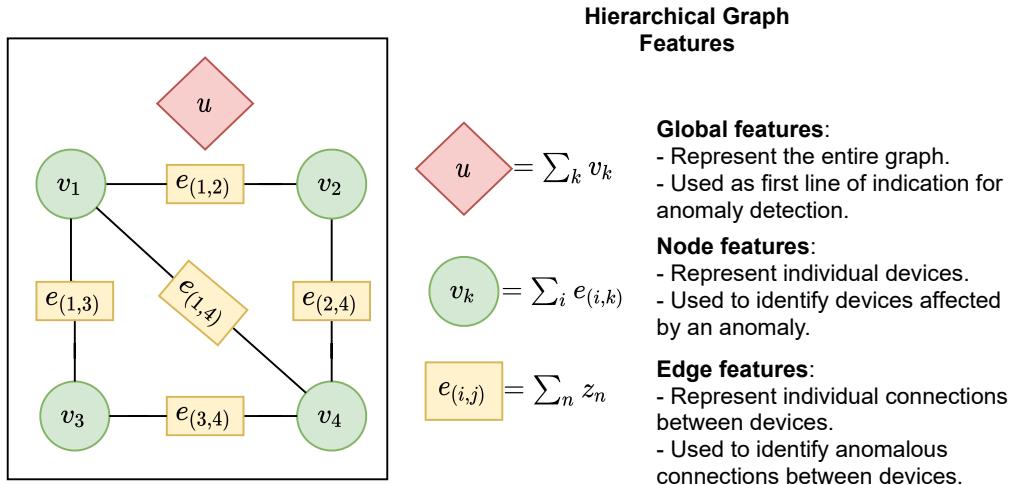 Hierarchical Graph
Features
u
v₁
e₍₁,₂₎
v₂
e₍₁,₃₎
e₍₁,₄₎
e₍₂,₄₎
v₃
e₍₃,₄₎
v₄
u = ∑ₖ vₖ
Global features:
- Represent the entire graph.
- Used as first line of indication for
anomaly detection.
vₖ = ∑ᵢ e₍ᵢ,ₖ₎
Node features:
- Represent individual devices.
- Used to identify devices affected
by an anomaly.
e₍ᵢ,ⱼ₎ = ∑ₙ zₙ
Edge features:
- Represent individual connections
between devices.
- Used to identify anomalous
connections between devices.